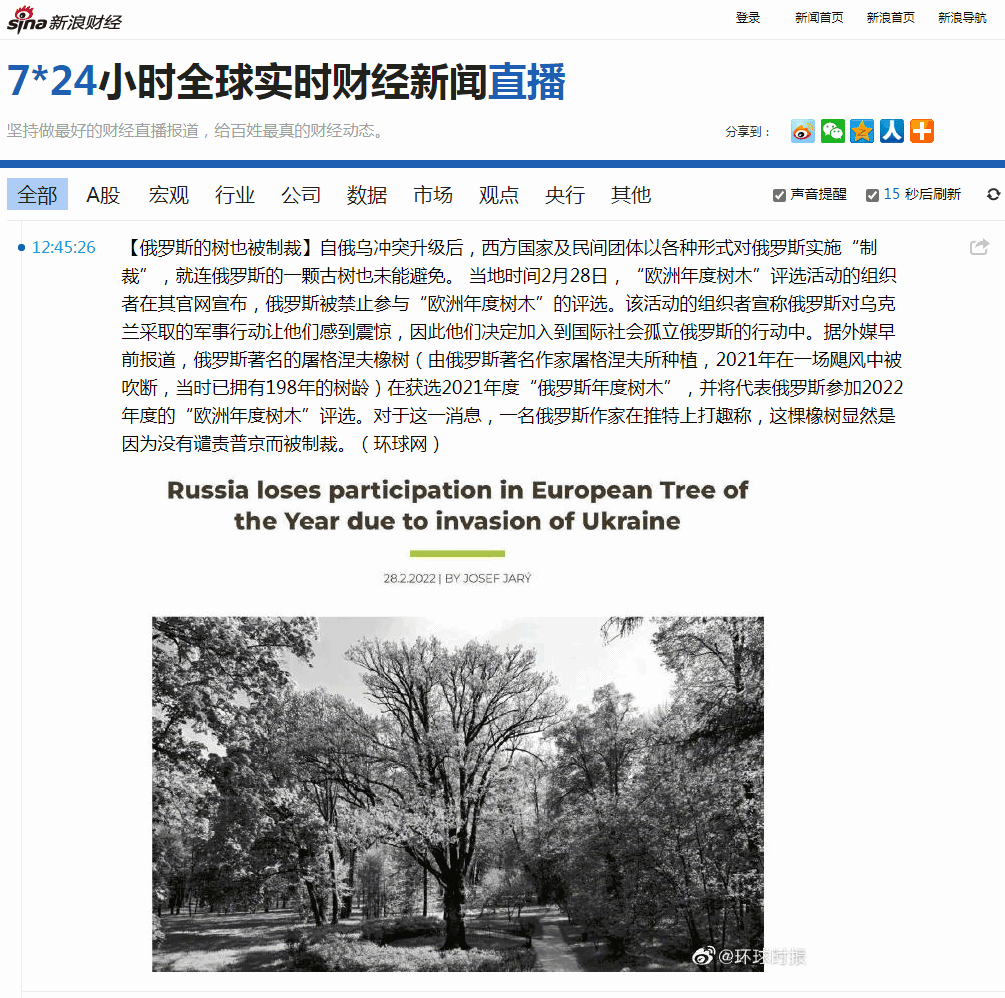 sina新浪财经
登录 新闻首页 新浪首页 新浪导航
7*24小时全球实时财经新闻直播
坚持做最好的财经直播报道，给百姓最真的财经动态。
分享到：
全部 A股 宏观 行业 公司 数据 市场 观点 央行 其他 声音提醒 15 秒后刷新
12:45:26 【俄罗斯的树也被制裁】自俄乌冲突升级后，西方国家及民间团体以各种形式对俄罗斯实施“制
裁”，就连俄罗斯的一颗古树也未能避免。 当地时间2月28日，“欧洲年度树木”评选活动的组织
者在其官网宣布，俄罗斯被禁止参与“欧洲年度树木”的评选。该活动的组织者宣称俄罗斯对乌克
兰采取的军事行动让他们感到震惊，因此他们决定加入到国际社会孤立俄罗斯的行动中。据外媒早
前报道，俄罗斯著名的屠格涅夫橡树（由俄罗斯著名作家屠格涅夫所种植，2021年在一场飓风中被
吹断，当时已拥有198年的树龄）在获选2021年度“俄罗斯年度树木”，并将代表俄罗斯参加2022
年度的“欧洲年度树木”评选。对于这一消息，一名俄罗斯作家在推特上打趣称，这棵橡树显然是
因为没有谴责普京而被制裁。（环球网）
Russia loses participation in European Tree of
the Year due to invasion of Ukraine
28.2.2022 | BY JOSEF JARÝ
@环球时报